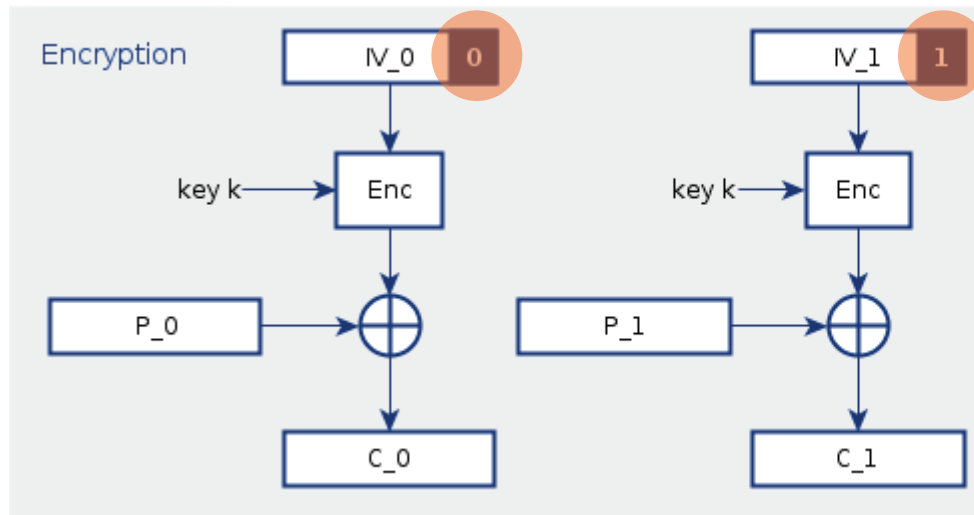 Encryption
IV_0 0
IV_1 1
key k
Enc
key k
Enc
P_0
P_1
C_0
C_1